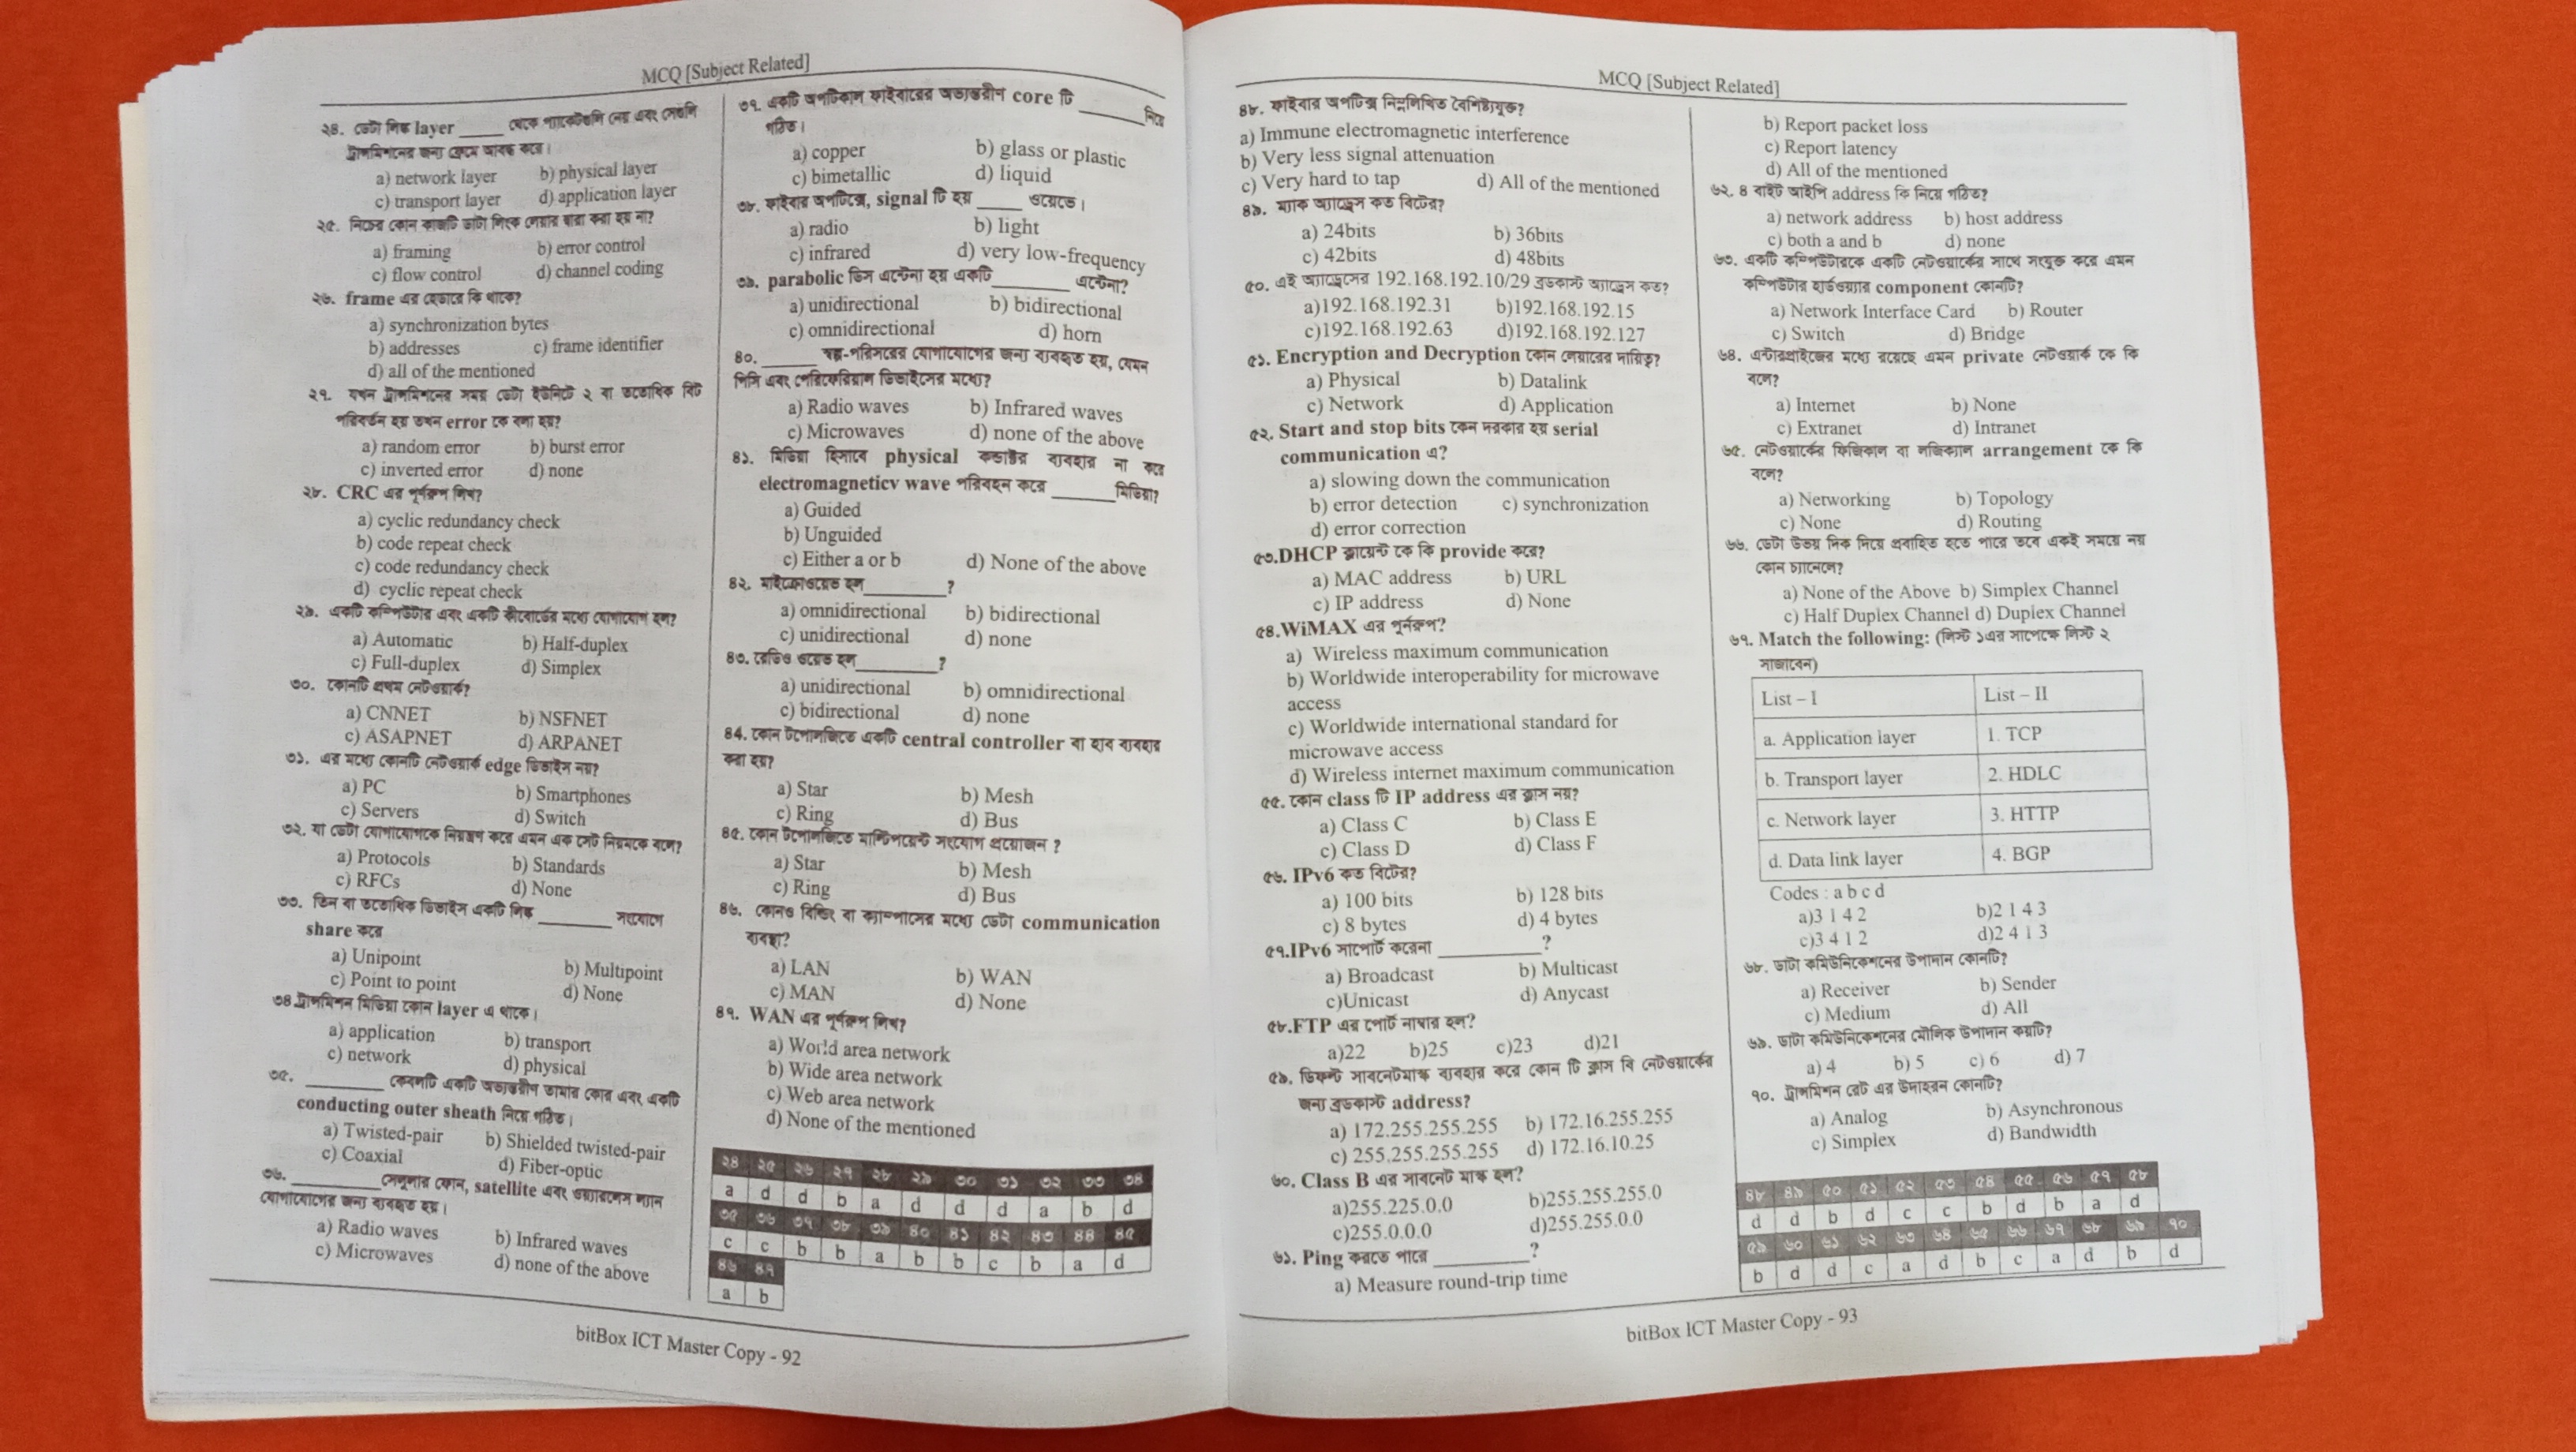 MCQ [Subject Related]
২৪. ডেটা লিঙ্ক layer _____ থেকে প্যাকেটগুলি নেয় এবং সেগুলি
ট্রান্সমিশনের জন্য ফ্রেমে আবদ্ধ করে।
a) network layer b) physical layer
c) transport layer d) application layer
২৫. নিচের কোন কাজটি ডাটা লিংক লেয়ার দ্বারা করা হয় না?
a) framing b) error control
c) flow control d) channel coding
২৬. frame এর হেডারে কি থাকে?
a) synchronization bytes
b) addresses c) frame identifier
d) all of the mentioned
২৭. যখন ট্রান্সমিশনের সময় ডেটা ইউনিটে ২ বা ততোধিক বিট
পরিবর্তন হয় তখন error কে বলা হয়?
a) random error b) burst error
c) inverted error d) none
২৮. CRC এর পূর্ণরূপ লিখ?
a) cyclic redundancy check
b) code repeat check
c) code redundancy check
d) cyclic repeat check
২৯. একটি কম্পিউটার এবং একটি কীবোর্ডের মধ্যে যোগাযোগ হল?
a) Automatic b) Half-duplex
c) Full-duplex d) Simplex
৩০. কোনটি প্রথম নেটওয়ার্ক?
a) CNNET b) NSFNET
c) ASAPNET d) ARPANET
৩১. এর মধ্যে কোনটি নেটওয়ার্ক edge ডিভাইস নয়?
a) PC b) Smartphones
c) Servers d) Switch
৩২. যা ডেটা যোগাযোগকে নিয়ন্ত্রণ করে এমন এক সেট নিয়মকে বলে?
a) Protocols b) Standards
c) RFCs d) None
৩৩. তিন বা ততোধিক ডিভাইস একটি লিঙ্ক ________ সংযোগে
share করে
a) Unipoint b) Multipoint
c) Point to point d) None
৩৪.ট্রান্সমিশন মিডিয়া কোন layer এ থাকে।
a) application b) transport
c) network d) physical
৩৫. ________ কেবলটি একটি অভ্যন্তরীণ তামার কোর এবং একটি
conducting outer sheath নিয়ে গঠিত।
a) Twisted-pair b) Shielded twisted-pair
c) Coaxial d) Fiber-optic
৩৬. _________সেলুলার ফোন, satellite এবং ওয়্যারলেস ল্যান
যোগাযোগের জন্য ব্যবহৃত হয়।
a) Radio waves b) Infrared waves
c) Microwaves d) none of the above
৩৭. একটি অপটিকাল ফাইবারের অভ্যন্তরীণ core টি _______নিয়ে
গঠিত।
a) copper b) glass or plastic
c) bimetallic d) liquid
৩৮. ফাইবার অপটিক্সে, signal টি হয় _____ ওয়েভে।
a) radio b) light
c) infrared d) very low-frequency
৩৯. parabolic ডিস এন্টেনা হয় একটি________ এন্টেনা?
a) unidirectional b) bidirectional
c) omnidirectional d) horn
৪০. ______ স্বল্প-পরিসরের যোগাযোগের জন্য ব্যবহৃত হয়, যেমন
পিসি এবং পেরিফেরিয়াল ডিভাইসের মধ্যে?
a) Radio waves b) Infrared waves
c) Microwaves d) none of the above
৪১. মিডিয়া হিসাবে physical কন্ডাক্টর ব্যবহার না করে
electromagneticv wave পরিবহন করে _______মিডিয়া?
a) Guided
b) Unguided
c) Either a or b d) None of the above
৪২. মাইক্রোওয়েভ হল_________?
a) omnidirectional b) bidirectional
c) unidirectional d) none
৪৩. রেডিও ওয়েভ হল_________?
a) unidirectional b) omnidirectional
c) bidirectional d) none
84. কোন টপোলজিতে একটি central controller বা হাব ব্যবহার
করা হয়?
a) Star b) Mesh
c) Ring d) Bus
৪৫. কোন টপোলজিতে মাল্টিপয়েন্ট সংযোগ প্রয়োজন ?
a) Star b) Mesh
c) Ring d) Bus
৪৬. কোনও বিল্ডিং বা ক্যাম্পাসের মধ্যে ডেটা communication
ব্যবস্থা?
a) LAN b) WAN
c) MAN d) None
৪৭. WAN এর পূর্ণরূপ লিখ?
a) World area network
b) Wide area network
c) Web area network
d) None of the mentioned
২৪ ২৫ ২৬ ২৭ ২৮ ২৯ ৩০ ৩১ ৩২ ৩৩ ৩৪
a d d b a d d d a b d
৩৫ ৩৬ ৩৭ ৩৮ ৩৯ ৪০ ৪১ ৪২ ৪৩ ৪৪ ৪৫
c c b b a b b c b a d
৪৬ ৪৭
a b
bitBox ICT Master Copy - 92
MCQ [Subject Related]
৪৮. ফাইবার অপটিক্স নিম্নলিখিত বৈশিষ্ট্যযুক্ত?
a) Immune electromagnetic interference
b) Very less signal attenuation
c) Very hard to tap d) All of the mentioned
৪৯. ম্যাক অ্যাড্রেস কত বিটের?
a) 24bits b) 36bits
c) 42bits d) 48bits
৫০. এই অ্যাড্রেসের 192.168.192.10/29 ব্রডকাস্ট অ্যাড্রেস কত?
a)192.168.192.31 b)192.168.192.15
c)192.168.192.63 d)192.168.192.127
৫১. Encryption and Decryption কোন লেয়ারের দায়িত্ব?
a) Physical b) Datalink
c) Network d) Application
৫২. Start and stop bits কেন দরকার হয় serial
communication এ?
a) slowing down the communication
b) error detection c) synchronization
d) error correction
৫৩.DHCP ক্লায়েন্ট কে কি provide করে?
a) MAC address b) URL
c) IP address d) None
৫৪.WiMAX এর পূর্নরূপ?
a) Wireless maximum communication
b) Worldwide interoperability for microwave
access
c) Worldwide international standard for
microwave access
d) Wireless internet maximum communication
৫৫. কোন class টি IP address এর ক্লাস নয়?
a) Class C b) Class E
c) Class D d) Class F
৫৬. IPv6 কত বিটের?
a) 100 bits b) 128 bits
c) 8 bytes d) 4 bytes
৫৭.IPv6 সাপোর্ট করেনা __________?
a) Broadcast b) Multicast
c)Unicast d) Anycast
৫৮.FTP এর পোর্ট নাম্বার হল?
a)22 b)25 c)23 d)21
৫৯. ডিফল্ট সাবনেটমাস্ক ব্যবহার করে কোন টি ক্লাস বি নেটওয়ার্কের
জন্য ব্রডকাস্ট address?
a) 172.255.255.255 b) 172.16.255.255
c) 255.255.255.255 d) 172.16.10.25
৬০. Class B এর সাবনেট মাস্ক হল?
a)255.225.0.0 b)255.255.255.0
c)255.0.0.0 d)255.255.0.0
৬১. Ping করতে পারে _________?
a) Measure round-trip time
b) Report packet loss
c) Report latency
d) All of the mentioned
৬২. ৪ বাইট আইপি address কি নিয়ে গঠিত?
a) network address b) host address
c) both a and b d) none
৬৩. একটি কম্পিউটারকে একটি নেটওয়ার্কের সাথে সংযুক্ত করে এমন
কম্পিউটার হার্ডওয়্যার component কোনটি?
a) Network Interface Card b) Router
c) Switch d) Bridge
৬৪. এন্টারপ্রাইজের মধ্যে রয়েছে এমন private নেটওয়ার্ক কে কি
বলে?
a) Internet b) None
c) Extranet d) Intranet
৬৫. নেটওয়ার্কের ফিজিকাল বা লজিক্যাল arrangement কে কি
বলে?
a) Networking b) Topology
c) None d) Routing
৬৬. ডেটা উভয় দিক দিয়ে প্রবাহিত হতে পারে তবে একই সময়ে নয়
কোন চ্যানেলে?
a) None of the Above b) Simplex Channel
c) Half Duplex Channel d) Duplex Channel
৬৭. Match the following: (লিস্ট ১এর সাপেক্ষে লিস্ট ২
সাজাবেন)
List – I List – II
a. Application layer 1. TCP
b. Transport layer 2. HDLC
c. Network layer 3. HTTP
d. Data link layer 4. BGP
Codes : a b c d
a)3 1 4 2 b)2 1 4 3
c)3 4 1 2 d)2 4 1 3
৬৮. ডাটা কমিউনিকেশনের উপাদান কোনটি?
a) Receiver b) Sender
c) Medium d) All
৬৯. ডাটা কমিউনিকেশনের মৌলিক উপাদান কয়টি?
a) 4 b) 5 c) 6 d) 7
৭০. ট্রান্সমিশন রেট এর উদাহরন কোনটি?
a) Analog b) Asynchronous
c) Simplex d) Bandwidth
৪৮ ৪৯ ৫০ ৫১ ৫২ ৫৩ ৫৪ ৫৫ ৫৬ ৫৭ ৫৮
d d b d c c b d b a d
৫৯ ৬০ ৬১ ৬২ ৬৩ ৬৪ ৬৫ ৬৬ ৬৭ ৬৮ ৬৯ ৭০
b d d c a d b c a d b d
bitBox ICT Master Copy - 93